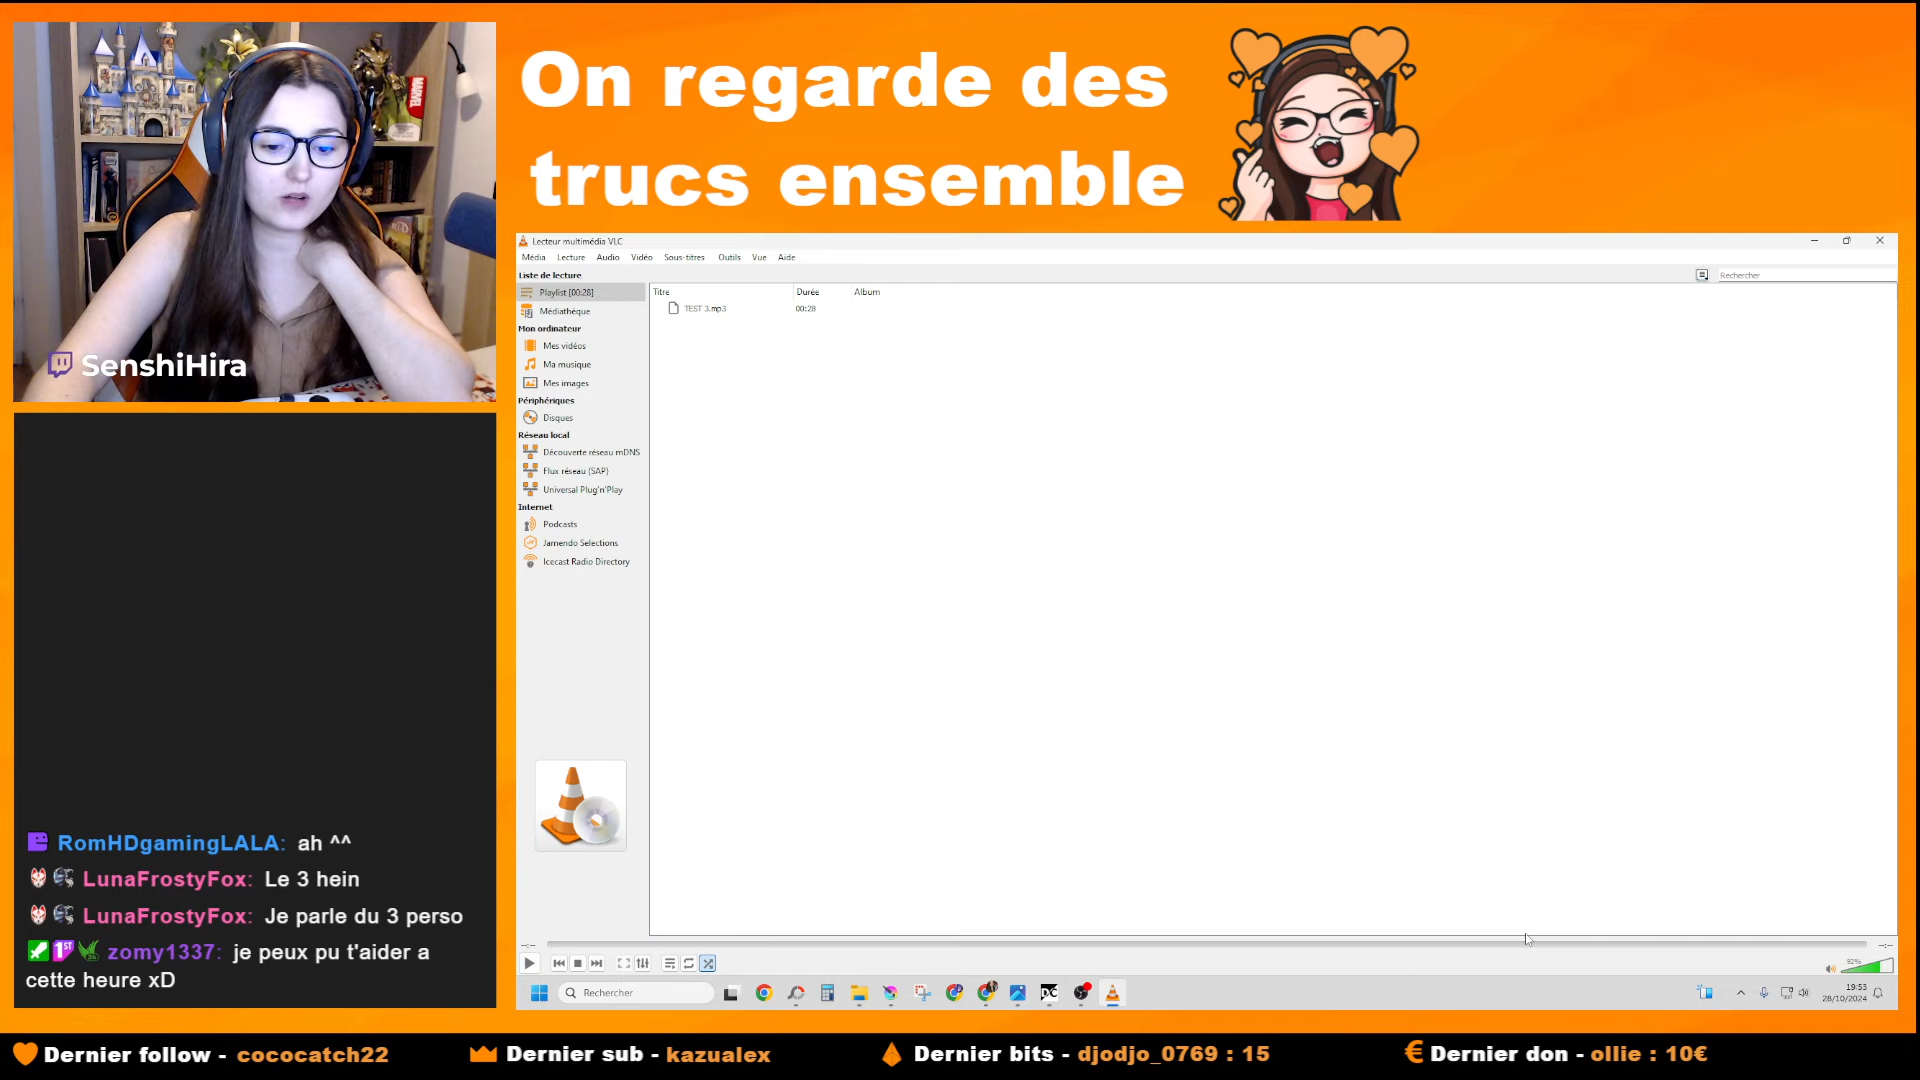 On regarde des
trucs ensemble
MARVEL
SenshiHira
Lecteur multimédia VLC
Média Lecture Audio Vidéo Sous-titres Outils Vue Aide
Liste de lecture
Rechercher
Playlist [00:28]
Médiathèque
Mon ordinateur
Mes vidéos
Ma musique
Mes images
Périphériques
Disques
Réseau local
Découverte réseau mDNS
Flux réseau (SAP)
Universal Plug'n'Play
Internet
Podcasts
Jamendo Selections
Icecast Radio Directory
Titre Durée Album
TEST 3.mp3 00:28
--:-- --:--
92%
Rechercher
19:53
28/10/2024
RomHDgamingLALA: ah ^^
LunaFrostyFox: Le 3 hein
LunaFrostyFox: Je parle du 3 perso
1ST zomy1337: je peux pu t'aider a
cette heure xD
Dernier follow - cococatch22
Dernier sub - kazualex
Dernier bits - djodjo_0769 : 15
€ Dernier don - ollie : 10€